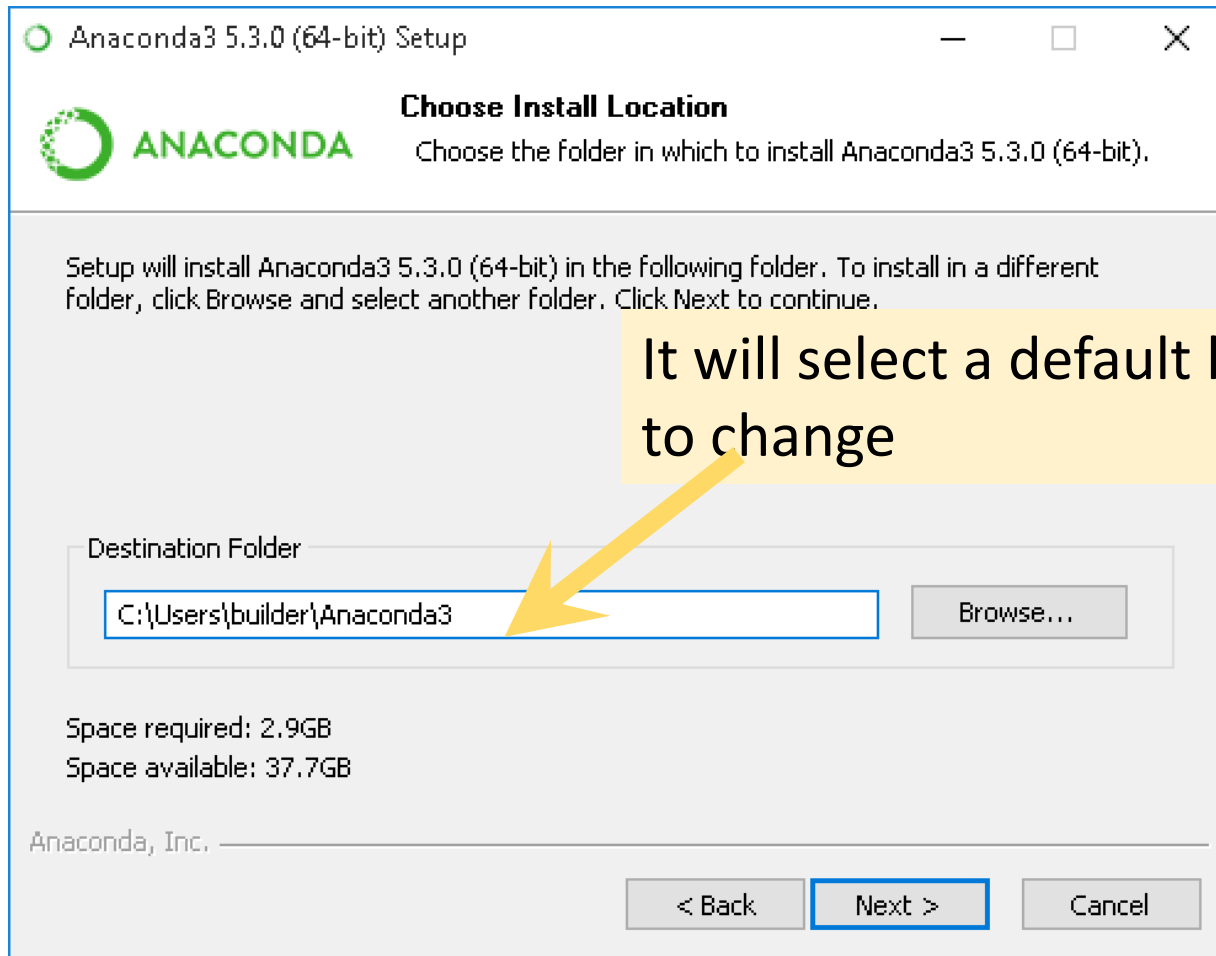 Anaconda3 5.3.0 (64-bit) Setup
ANACONDA
Choose Install Location
Choose the folder in which to install Anaconda3 5.3.0 (64-bit).
Setup will install Anaconda3 5.3.0 (64-bit) in the following folder. To install in a different
folder, click Browse and select another folder. Click Next to continue.
It will select a default
to change
Destination Folder
C:\Users\builder\Anaconda3
Browse...
Space required: 2.9GB
Space available: 37.7GB
Anaconda, Inc.
< Back
Next >
Cancel